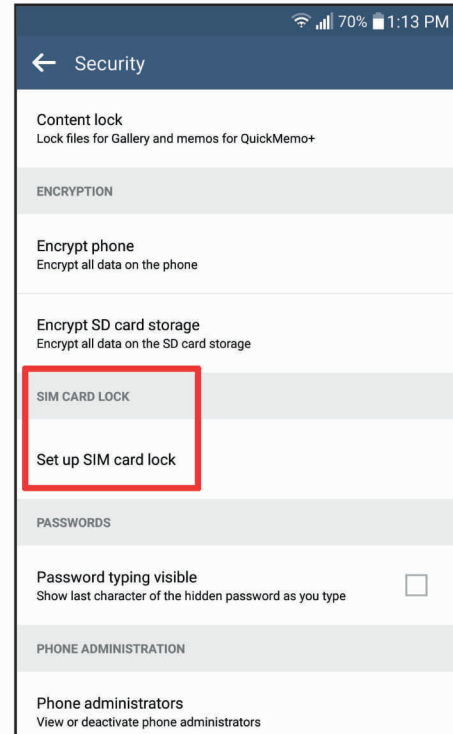 70% 1:13 PM
Security
Content lock
Lock files for Gallery and memos for QuickMemo+
ENCRYPTION
Encrypt phone
Encrypt all data on the phone
Encrypt SD card storage
Encrypt all data on the SD card storage
SIM CARD LOCK
Set up SIM card lock
PASSWORDS
Password typing visible
Show last character of the hidden password as you type
PHONE ADMINISTRATION
Phone administrators
View or deactivate phone administrators